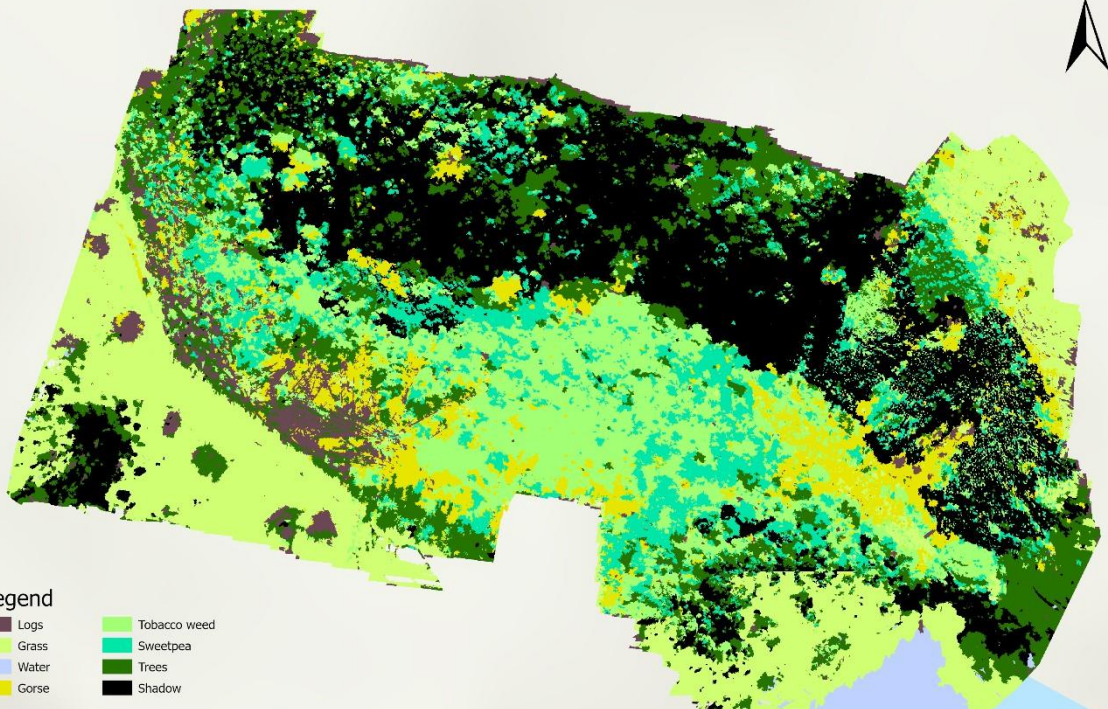 egend
Logs
Grass
Water
Gorse
Tobacco weed
Sweetpea
Trees
Shadow